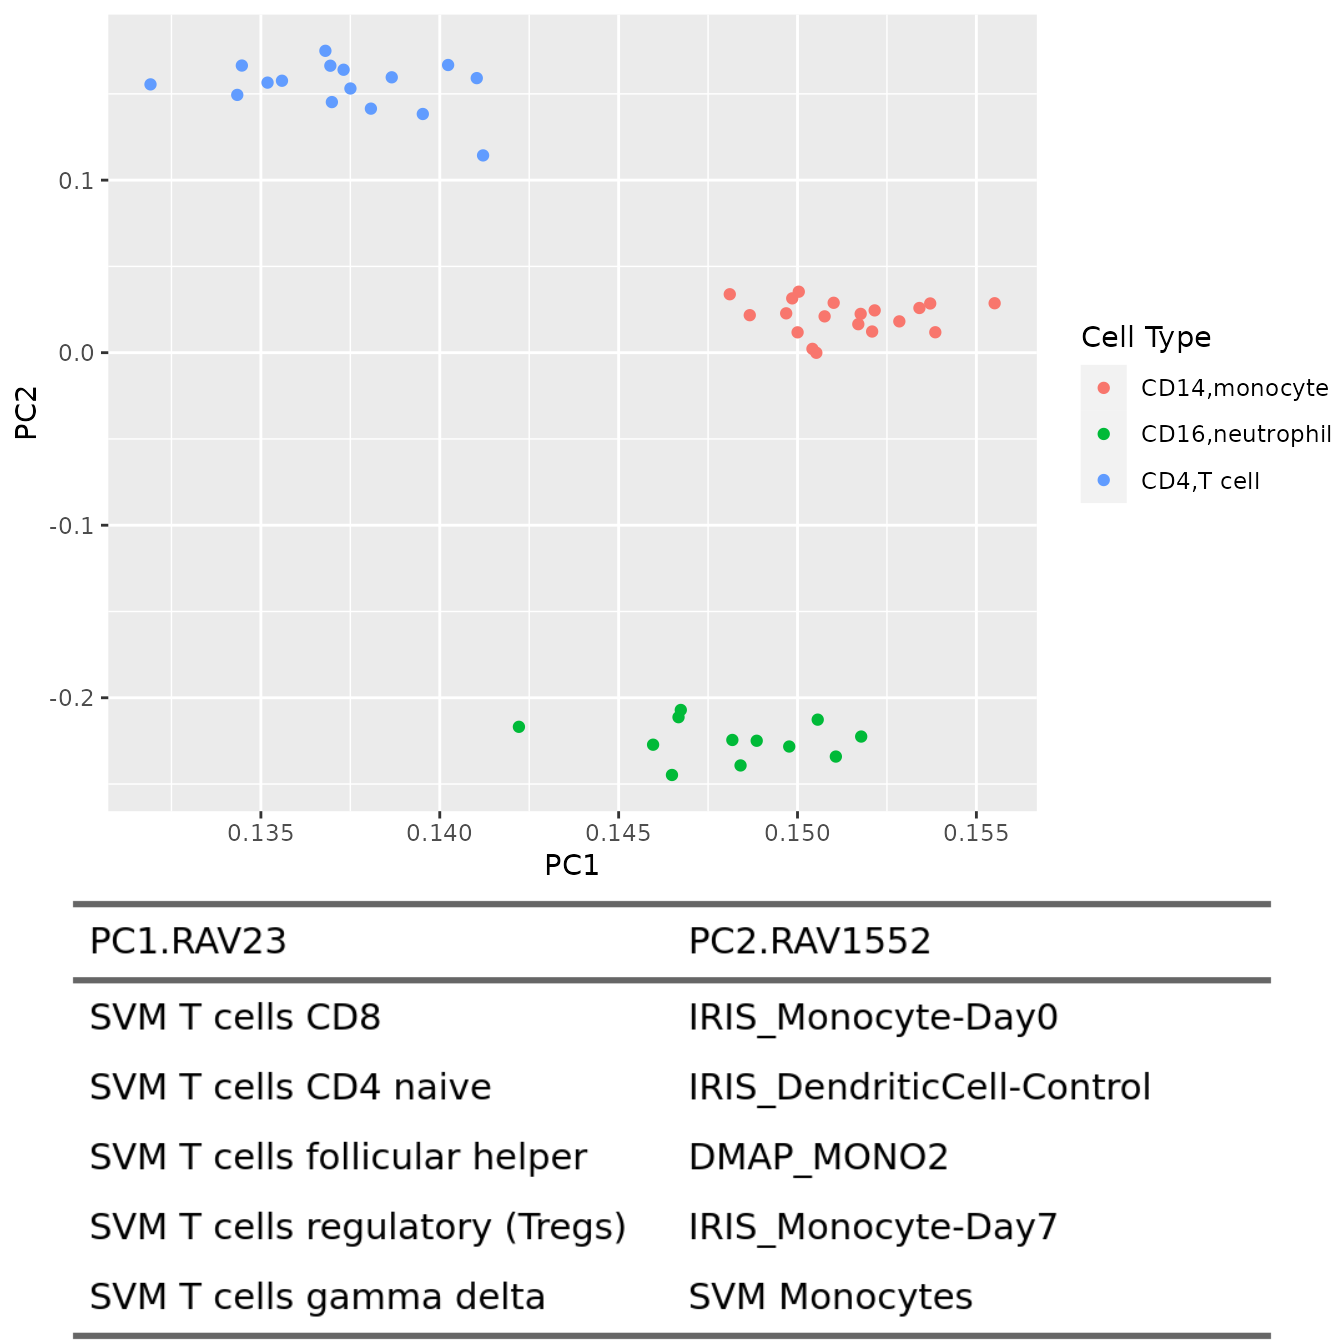 0.1
0.0
-0.1
-0.2
PC2
0.135 0.140 0.145 0.150 0.155
PC1
Cell Type
CD14,monocyte
CD16,neutrophil
CD4,T cell
PC1.RAV23 PC2.RAV1552
SVM T cells CD8 IRIS_Monocyte-Day0
SVM T cells CD4 naive IRIS_DendriticCell-Control
SVM T cells follicular helper DMAP_MONO2
SVM T cells regulatory (Tregs) IRIS_Monocyte-Day7
SVM T cells gamma delta SVM Monocytes